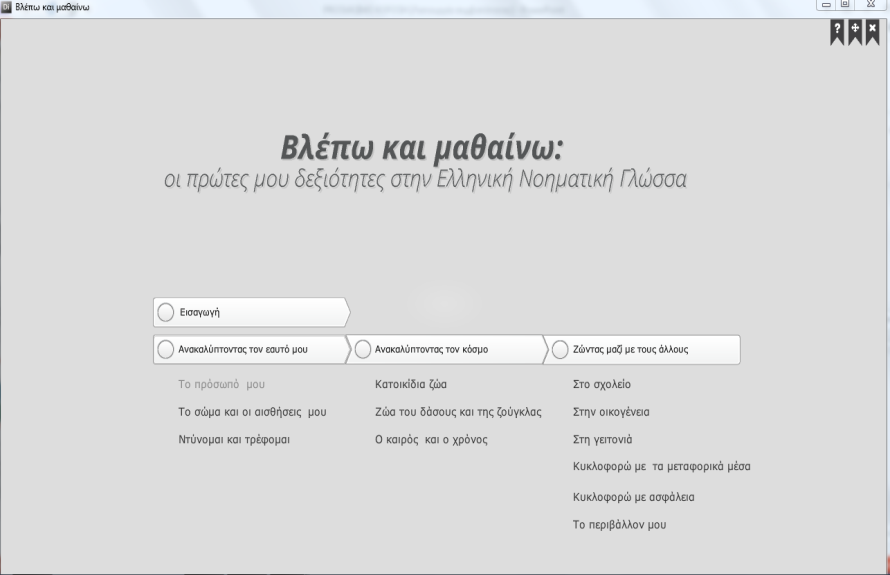 Di Βλέπω και μαθαίνω
? + x
Βλέπω και μαθαίνω:
οι πρώτες μου δεξιότητες στην Ελληνική Νοηματική Γλώσσα
Εισαγωγή
Ανακαλύπτοντας τον εαυτό μου
Το πρόσωπό μου
Το σώμα και οι αισθήσεις μου
Ντύνομαι και τρέφομαι
Ανακαλύπτοντας τον κόσμο
Κατοικίδια ζώα
Ζώα του δάσους και της ζούγκλας
Ο καιρός και ο χρόνος
Ζώντας μαζί με τους άλλους
Στο σχολείο
Στην οικογένεια
Στη γειτονιά
Κυκλοφορώ με τα μεταφορικά μέσα
Κυκλοφορώ με ασφάλεια
Το περιβάλλον μου